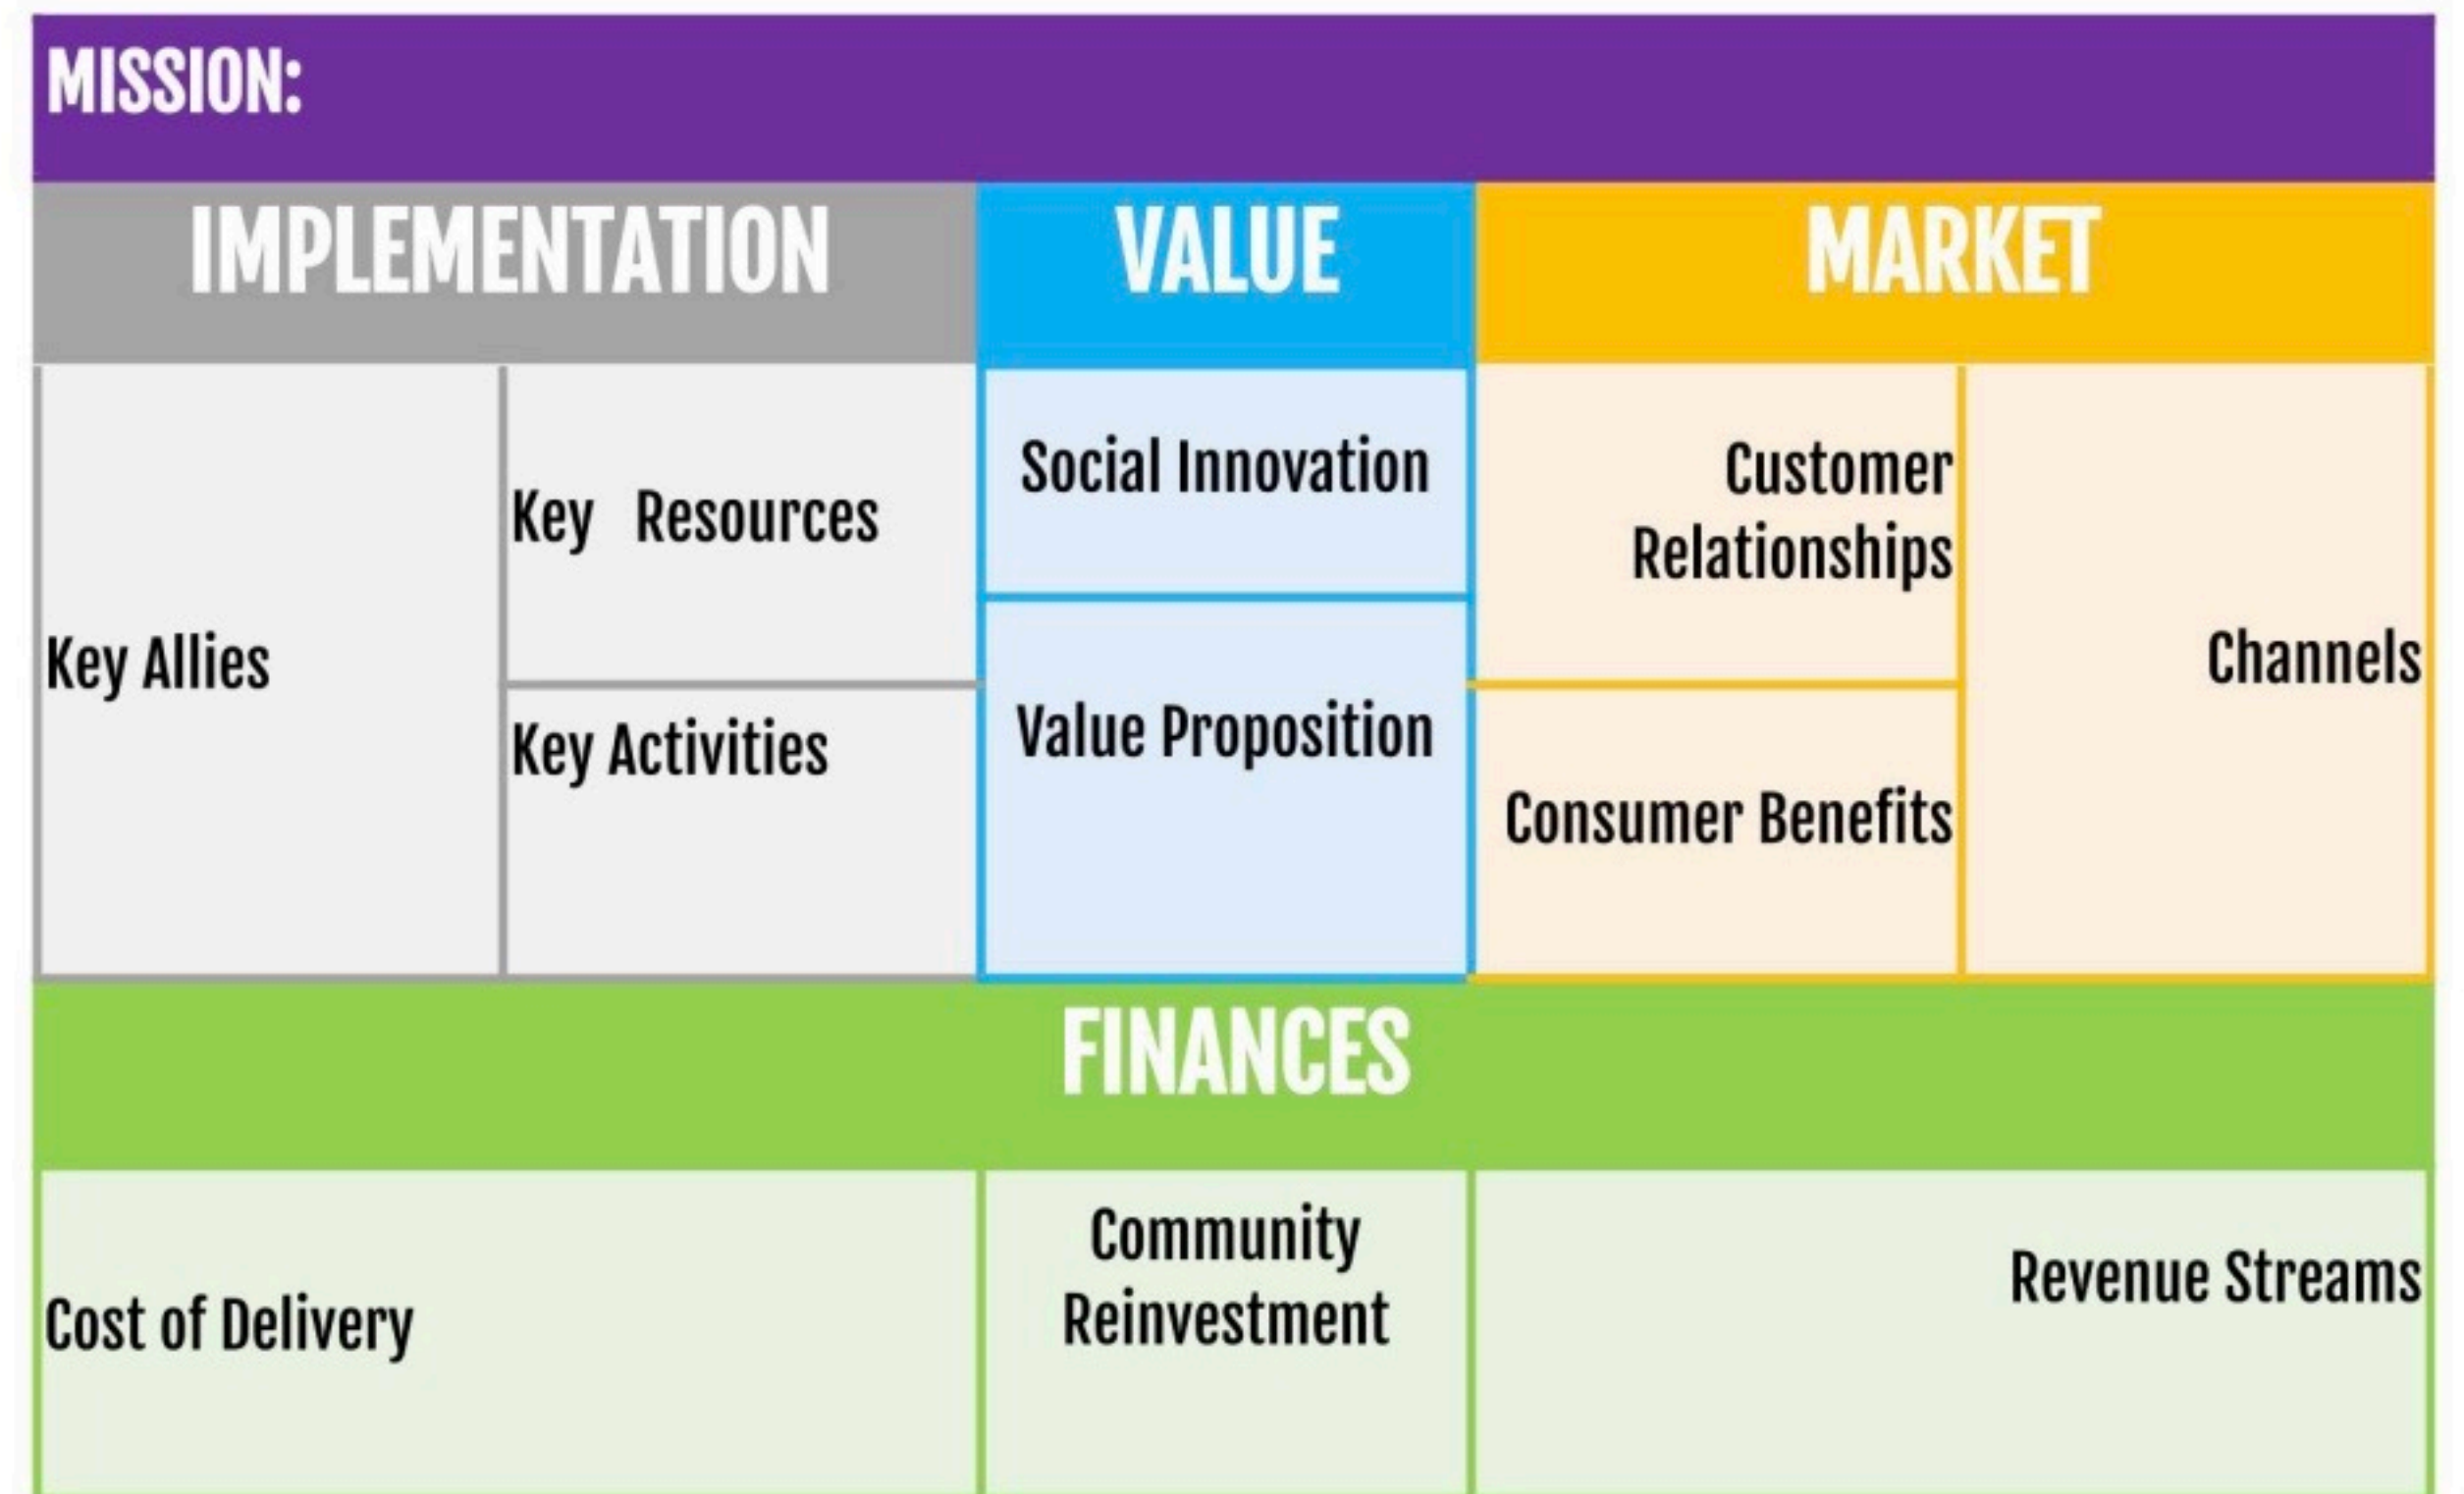 MISSION:
IMPLEMENTATION
VALUE
MARKET
Key Allies
Key Resources
Key Activities
Social Innovation
Value Proposition
Customer
Relationships
Consumer Benefits
Channels
FINANCES
Cost of Delivery
Community
Reinvestment
Revenue Streams